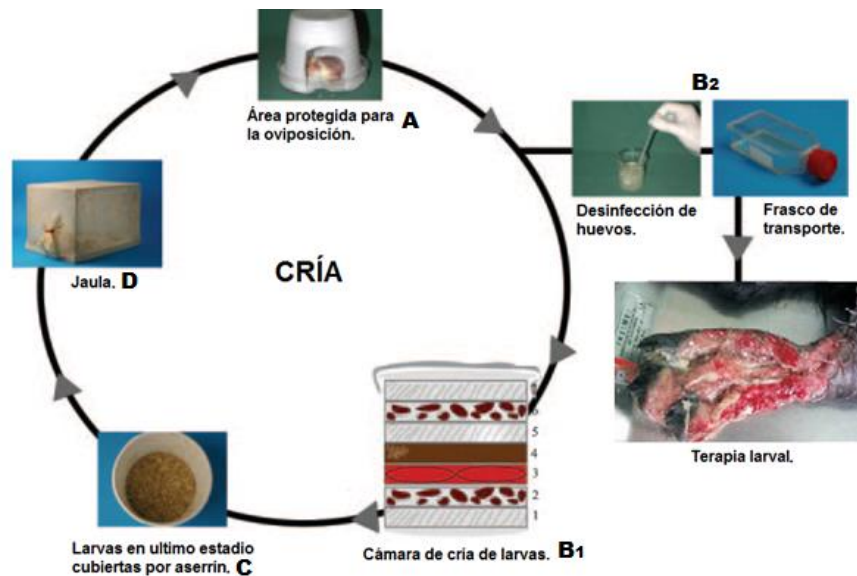 Área protegida para
la oviposición.
A
B2
Desinfección de
huevos.
Frasco de
transporte.
Jaula. D
CRÍA
6
5
4
3
2
1
Terapia larval.
Larvas en ultimo estadio
cubiertas por aserrín. C
Cámara de cría de larvas. B1